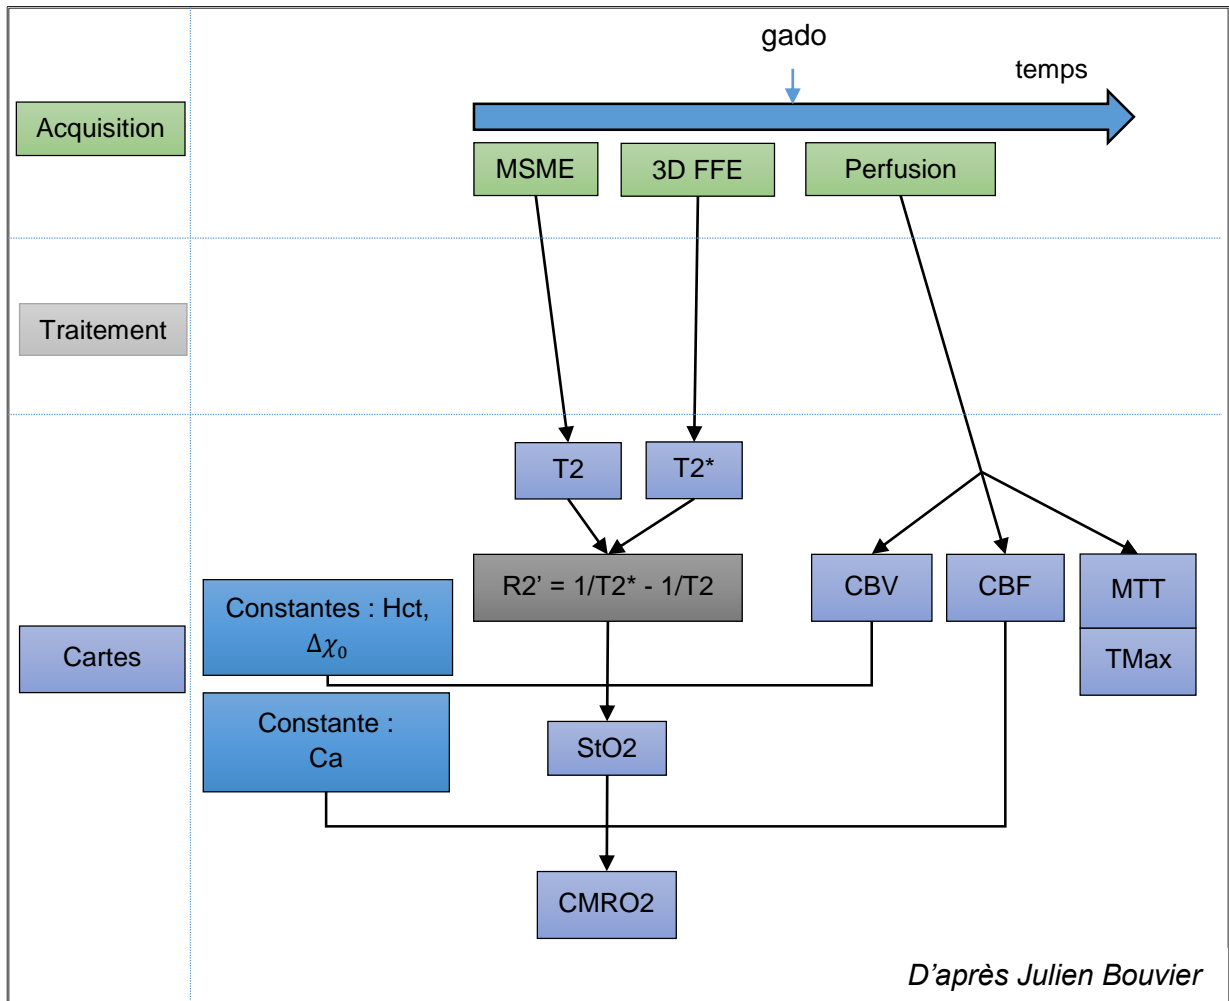 gado
temps
Acquisition
MSME
3D FFE
Perfusion
Traitement
T2
T2*
R2’ = 1/T2* - 1/T2
CBV
CBF
MTT
Constantes : Hct,
Δχ₀
Cartes
TMax
Constante :
Ca
StO2
CMRO2
D’après Julien Bouvier